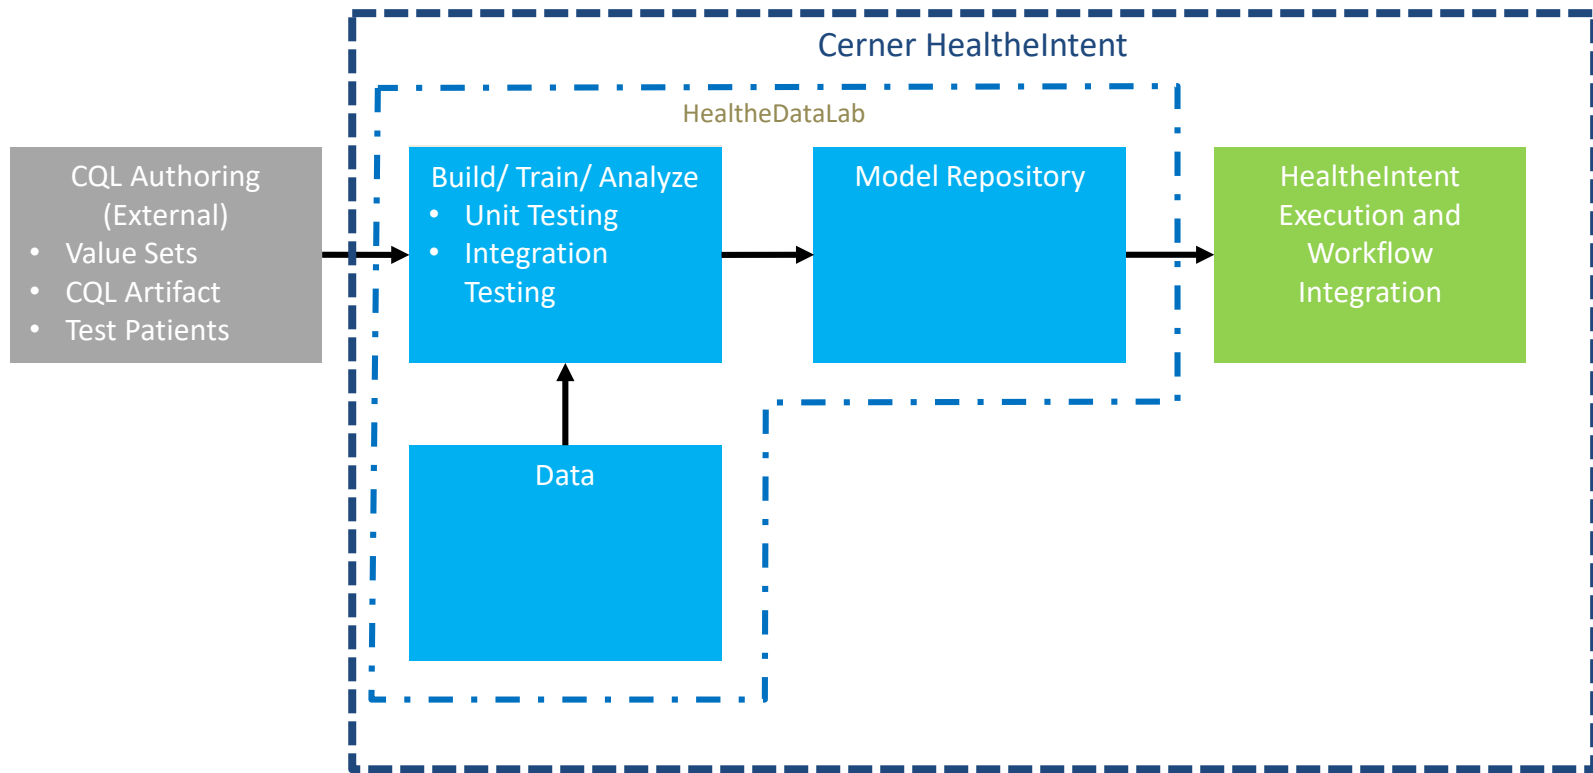 Cerner HealtheIntent
HealtheDataLab
CQL Authoring
(External)
• Value Sets
• CQL Artifact
• Test Patients
Build/ Train/ Analyze
• Unit Testing
• Integration
Testing
Model Repository
HealtheIntent
Execution and
Workflow
Integration
Data